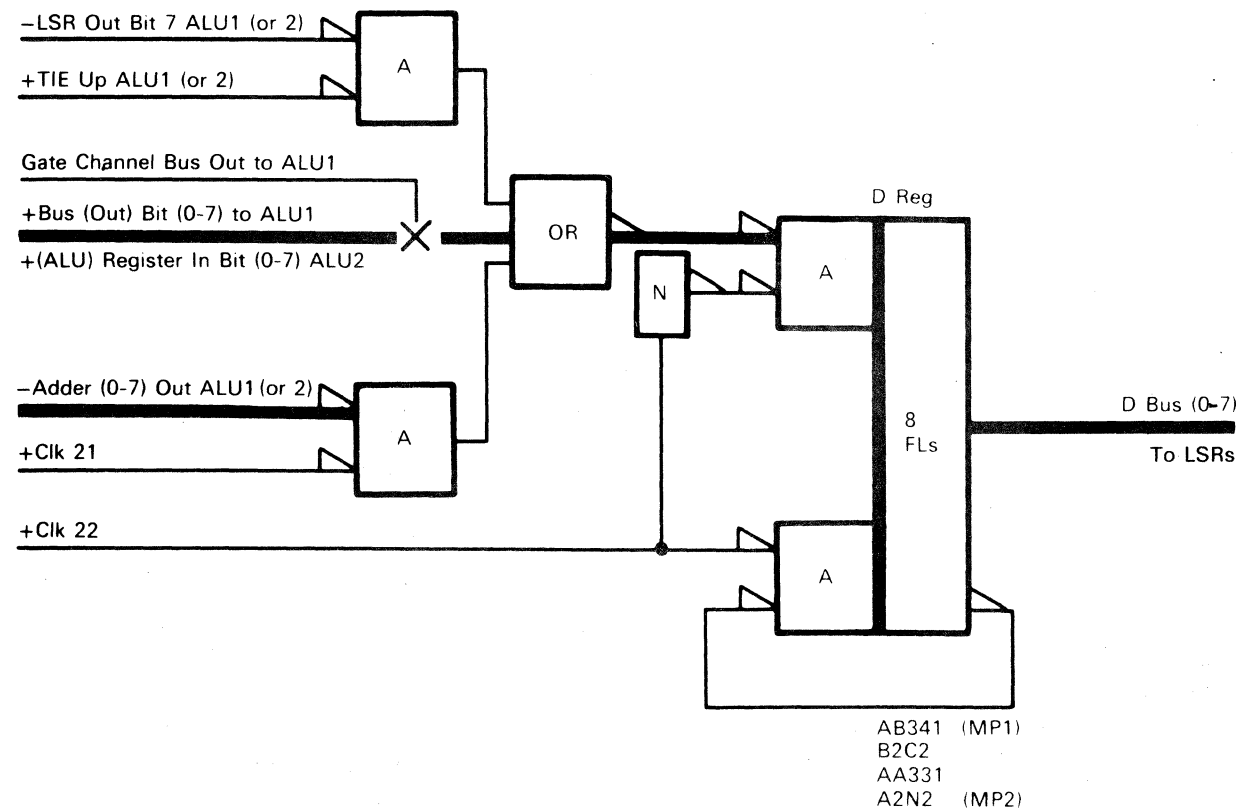 -LSR Out Bit 7 ALU1 (or 2)
A
+TIE Up ALU1 (or 2)
Gate Channel Bus Out to ALU1
+Bus (Out) Bit (0-7) to ALU1
OR
+(ALU) Register In Bit (0-7) ALU2
D Reg
A
N
-Adder (0-7) Out ALU1 (or 2)
A
+Clk 21
8
FLs
D Bus (0-7)
To LSRs
+Clk 22
A
AB341 (MP1)
B2C2
AA331
A2N2 (MP2)